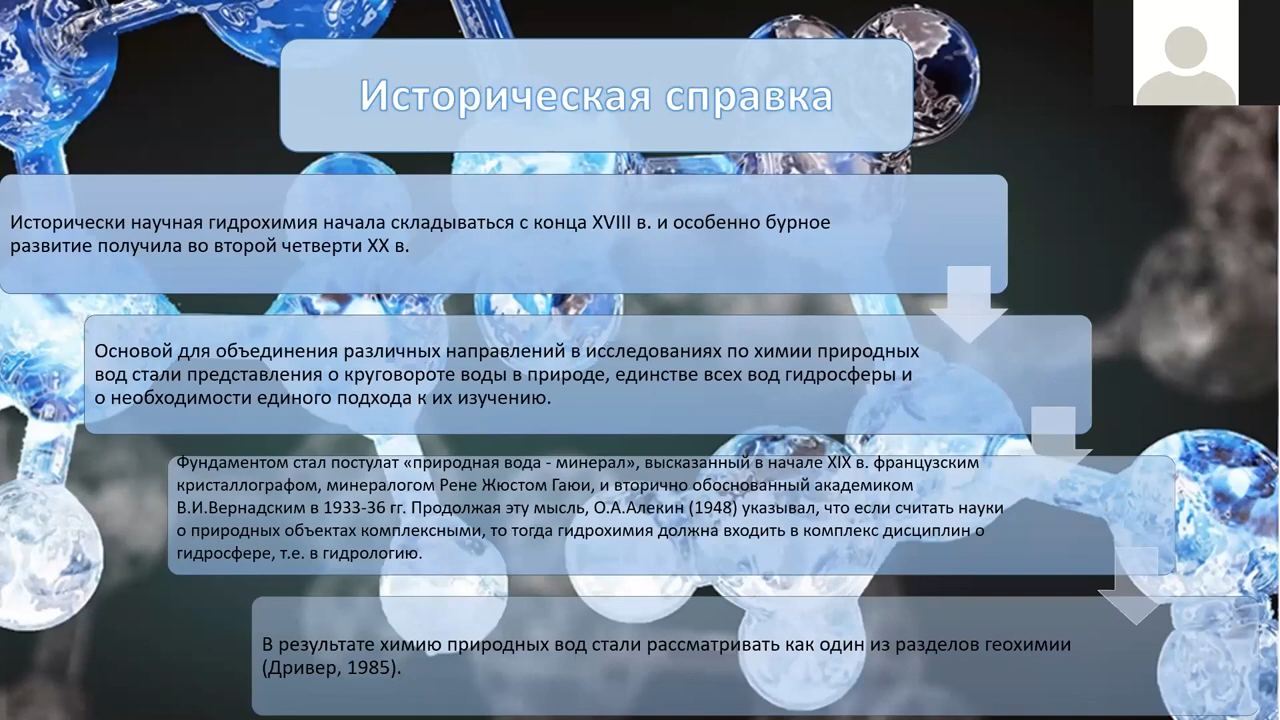 Историческая справка
Исторически научная гидрохимия начала складываться с конца XVIII в. и особенно бурное
развитие получила во второй четверти XX в.
Основой для объединения различных направлений в исследованиях по химии природных
вод стали представления о круговороте воды в природе, единстве всех вод гидросферы и
о необходимости единого подхода к их изучению.
Фундаментом стал постулат «природная вода - минерал», высказанный в начале XIX в. французским
кристаллографом, минералогом Рене Жюстом Гаюи, и вторично обоснованный академиком
В.И.Вернадским в 1933-36 гг. Продолжая эту мысль, О.А.Алекин (1948) указывал, что если считать науки
о природных объектах комплексными, то тогда гидрохимия должна входить в комплекс дисциплин о
гидросфере, т.е. в гидрологию.
В результате химию природных вод стали рассматривать как один из разделов геохимии
(Дривер, 1985).